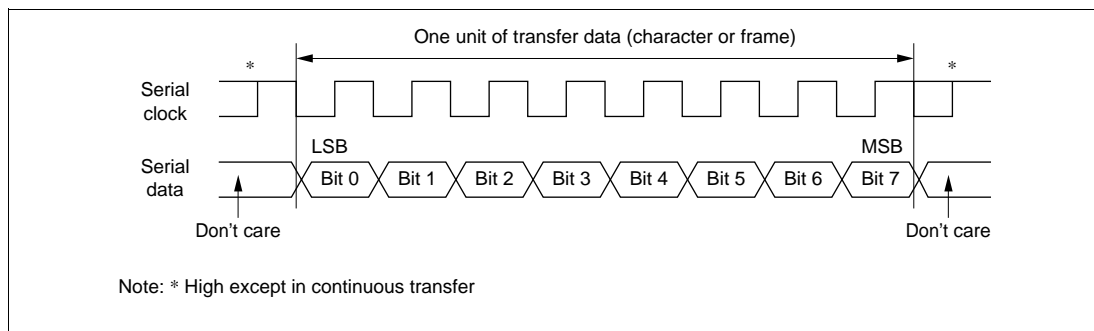 One unit of transfer data (character or frame)
* *
Serial
clock
LSB MSB
Serial
data
Bit 0 Bit 1 Bit 2 Bit 3 Bit 4 Bit 5 Bit 6 Bit 7
Don't care Don't care
Note: * High except in continuous transfer